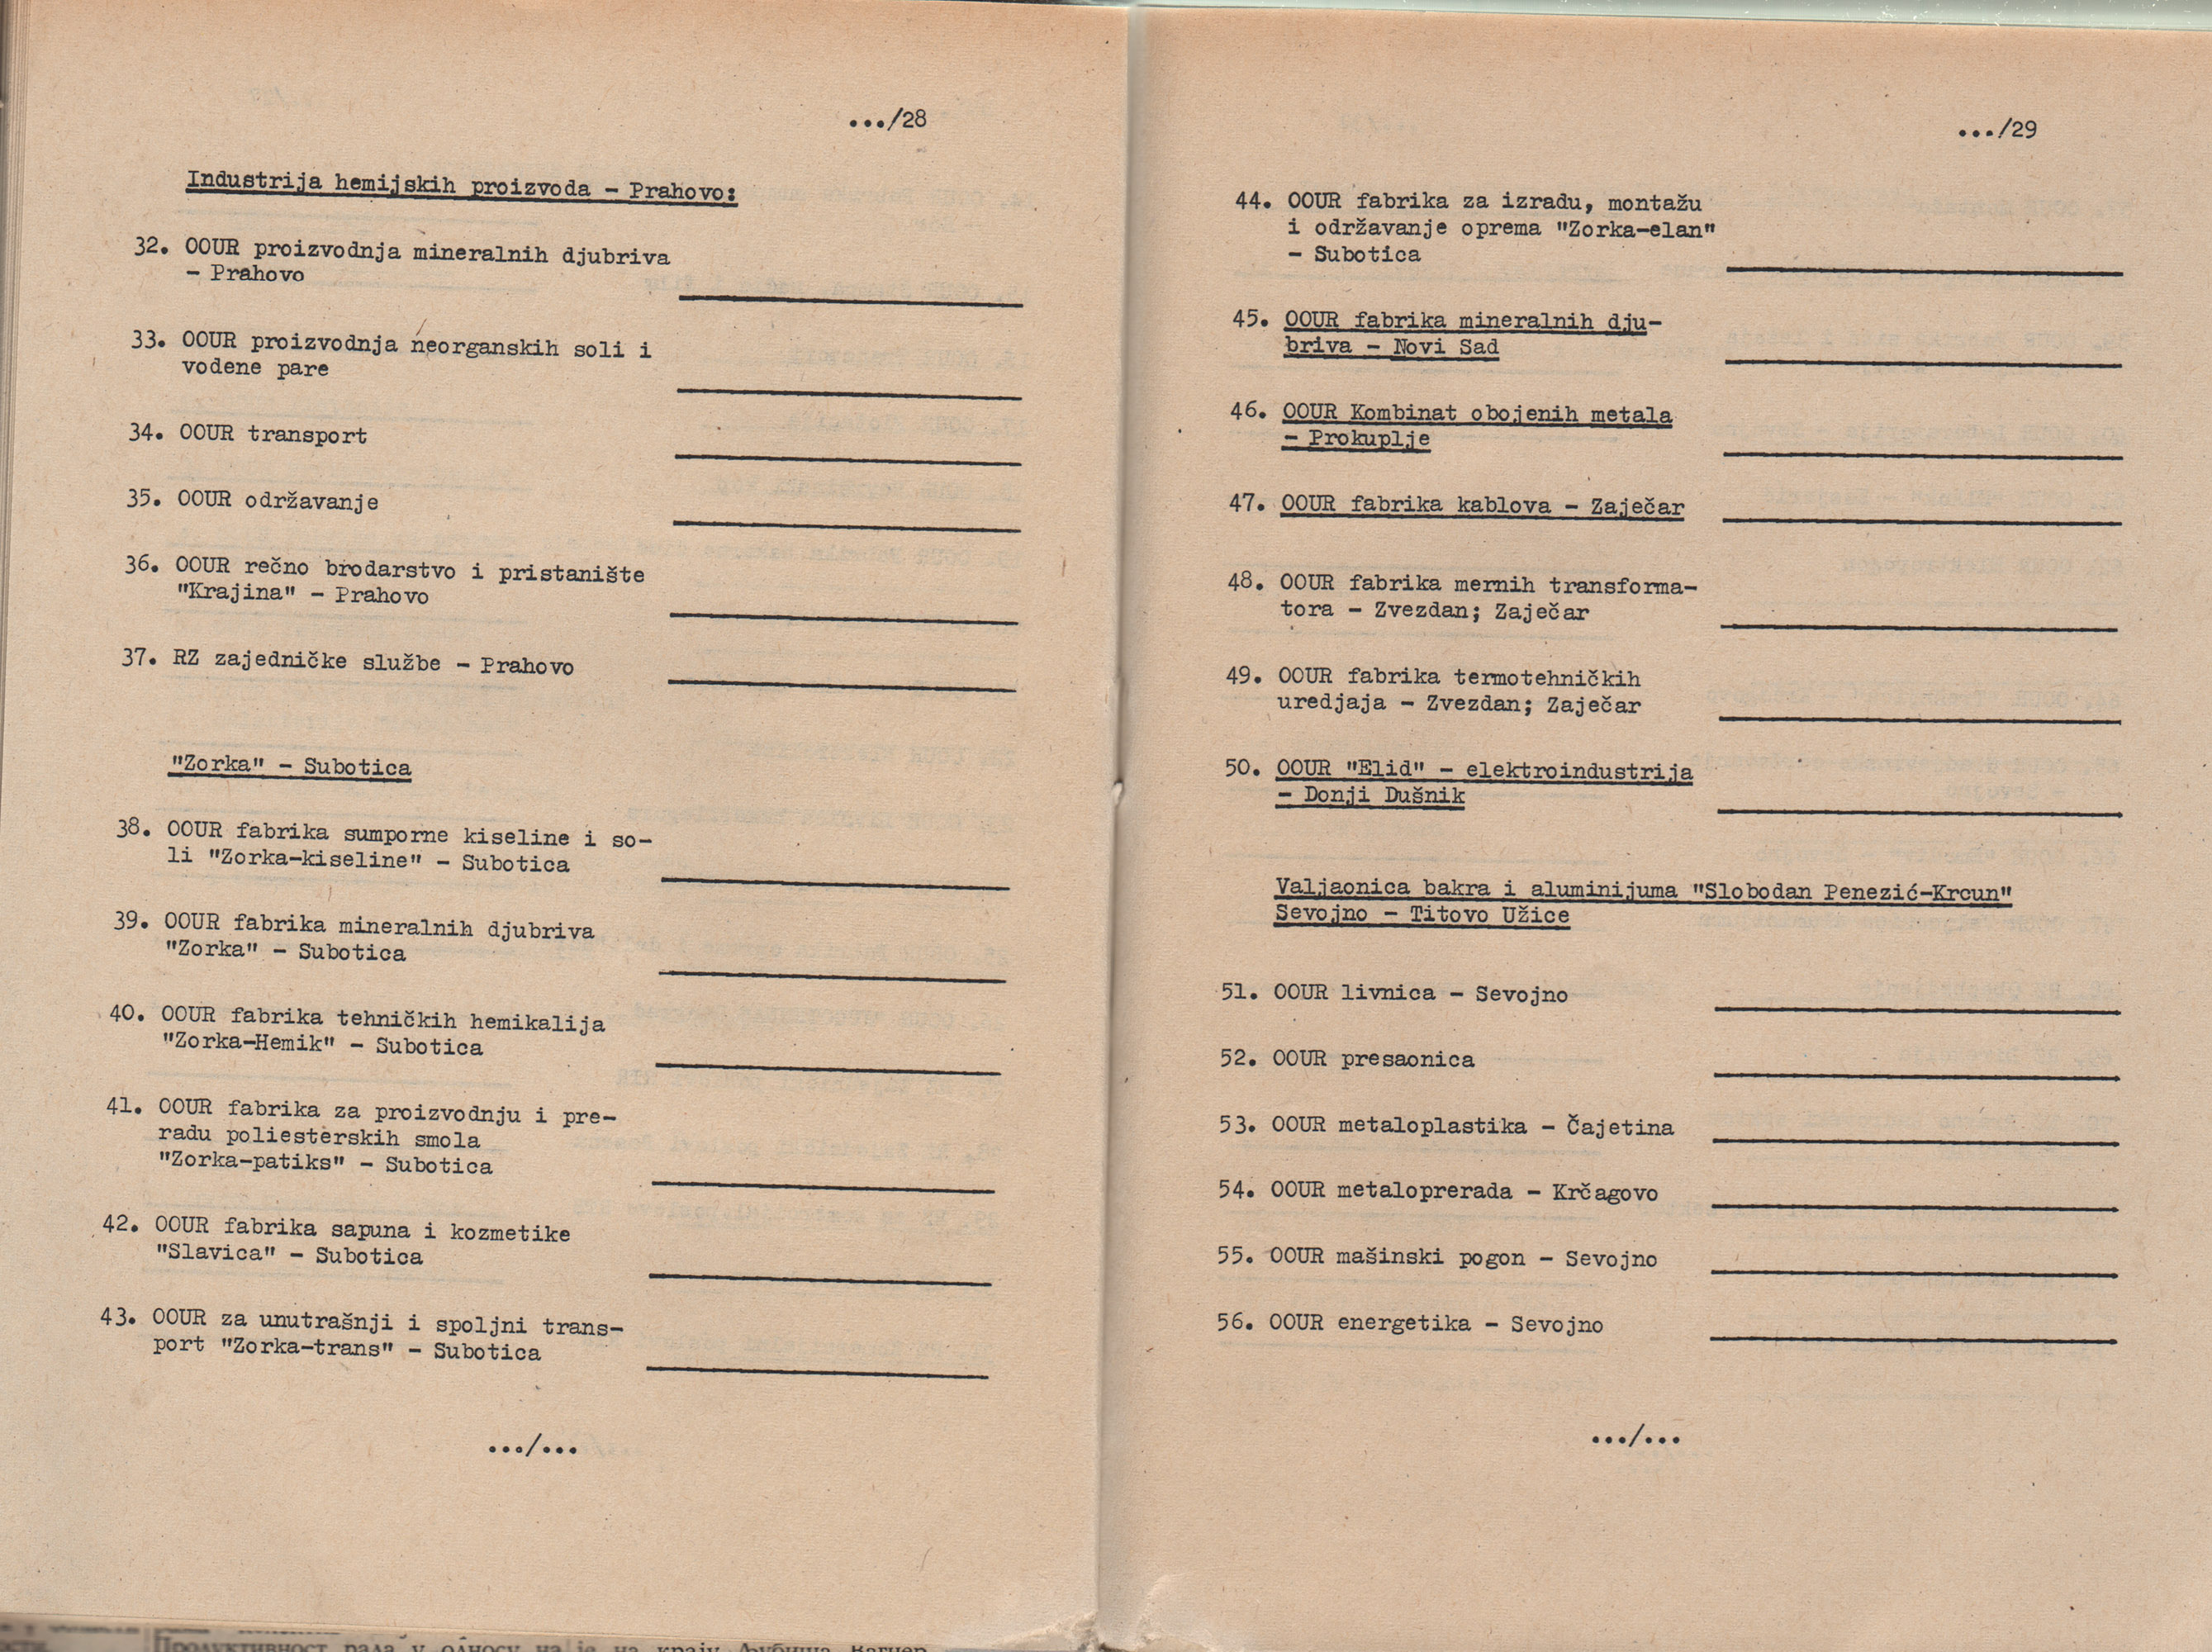 .../28
Industrija hemijskih proizvoda - Prahovo:
32. OOUR proizvodnja mineralnih djubriva
- Prahovo
33. OOUR proizvodnja neorganskih soli i
vodene pare
34. OOUR transport
35. OOUR održavanje
36. OOUR rečno brodarstvo i pristanište
"Krajina" - Prahovo
37. RZ zajedničke službe - Prahovo
"Zorka" - Subotica
38. OOUR fabrika sumporne kiseline i so-
li "Zorka-kiseline" - Subotica
39. OOUR fabrika mineralnih djubriva
"Zorka" - Subotica
40. OOUR fabrika tehničkih hemikalija
"Zorka-Hemik" - Subotica
41. OOUR fabrika za proizvodnju i pre-
radu poliesterskih smola
"Zorka-patiks" - Subotica
42. OOUR fabrika sapuna i kozmetike
"Slavica" - Subotica
43. OOUR za unutrašnji i spoljni trans-
port "Zorka-trans" - Subotica
.../...
.../29
44. OOUR fabrika za izradu, montažu
i održavanje oprema "Zorka-elan"
- Subotica
45. OOUR fabrika mineralnih dju-
briva - Novi Sad
46. OOUR Kombinat obojenih metala
- Prokuplje
47. OOUR fabrika kablova - Zaječar
48. OOUR fabrika mernih transforma-
tora - Zvezdan; Zaječar
49. OOUR fabrika termotehničkih
uredjaja - Zvezdan; Zaječar
50. OOUR "Elid" - elektroindustrija
- Donji Dušnik
Valjaonica bakra i aluminijuma "Slobodan Penezić-Krcun"
Sevojno - Titovo Užice
51. OOUR livnica - Sevojno
52. OOUR presaonica
53. OOUR metaloplastika - Čajetina
54. OOUR metaloprerada - Krčagovo
55. OOUR mašinski pogon - Sevojno
56. OOUR energetika - Sevojno
.../...
Продуктивност рада у односу на је на крају Љубиша Вагнер